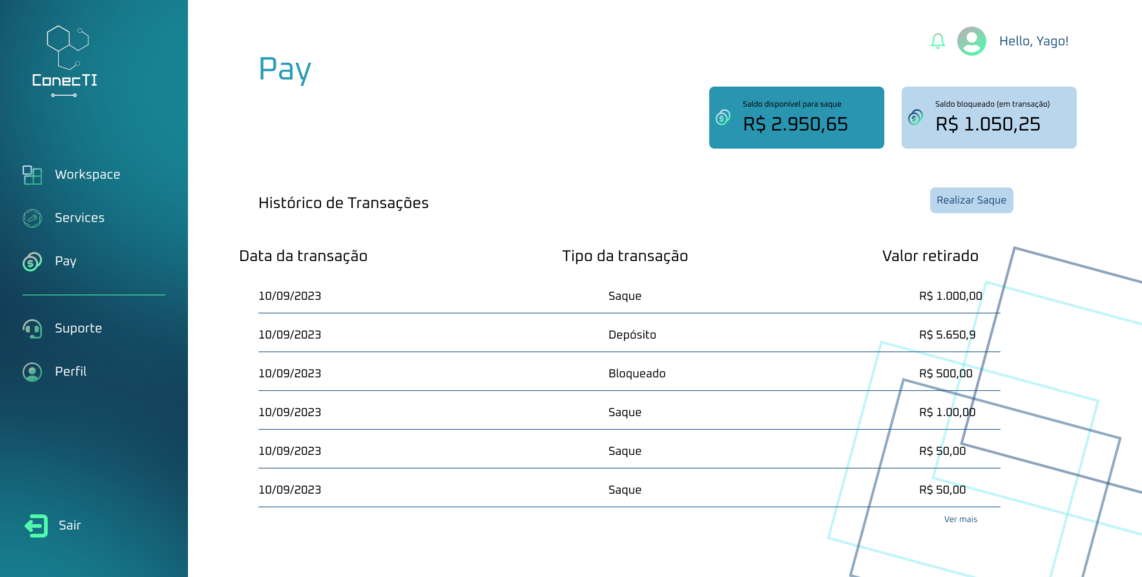 ConecTI
Workspace
Services
Pay
Suporte
Perfil
Sair
Hello, Yago!
Pay
Saldo disponível para saque
R$ 2.950,65
Saldo bloqueado (em transação)
R$ 1.050,25
Histórico de Transações
Realizar Saque
Data da transação Tipo da transação Valor retirado
10/09/2023 Saque R$ 1.000,00
10/09/2023 Depósito R$ 5.650,9
10/09/2023 Bloqueado R$ 500,00
10/09/2023 Saque R$ 1.00,00
10/09/2023 Saque R$ 50,00
10/09/2023 Saque R$ 50,00
Ver mais